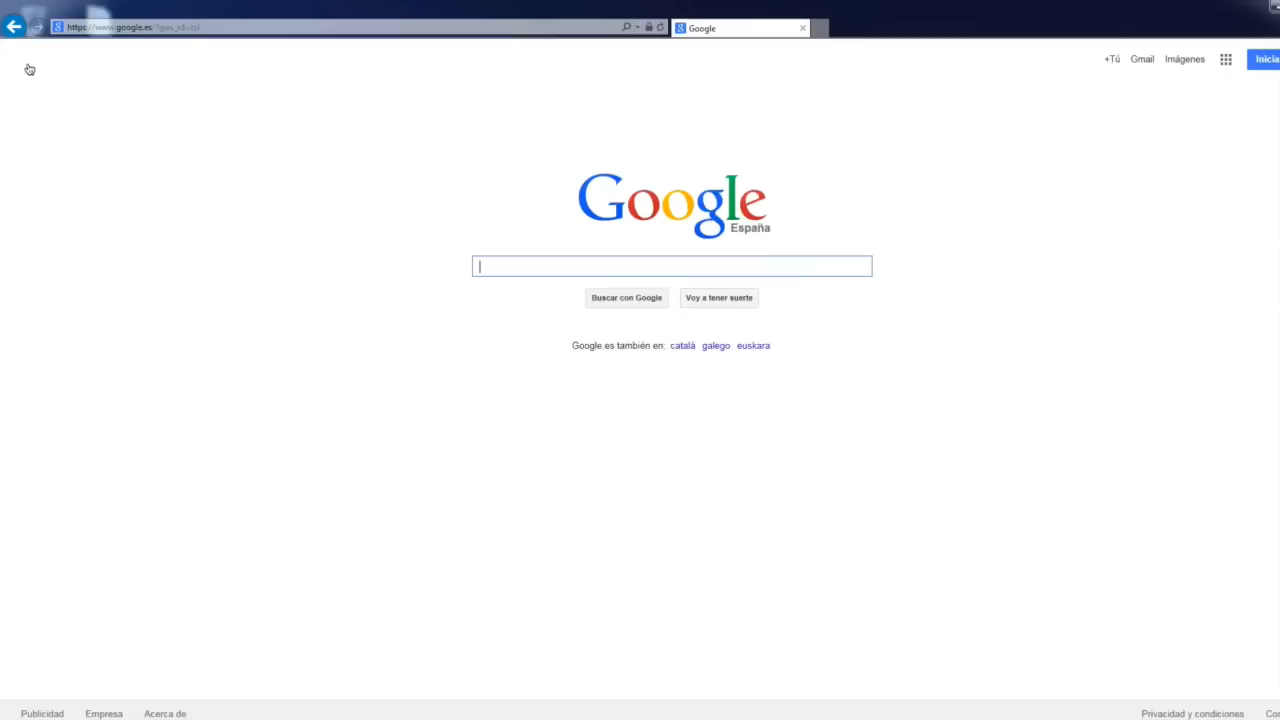 https://www.google.es/
Google
+Tú Gmail Imágenes
Inicia
Google
España
Buscar con Google Voy a tener suerte
Google.es también en: català galego euskara
Publicidad Empresa Acerca de Privacidad y condiciones